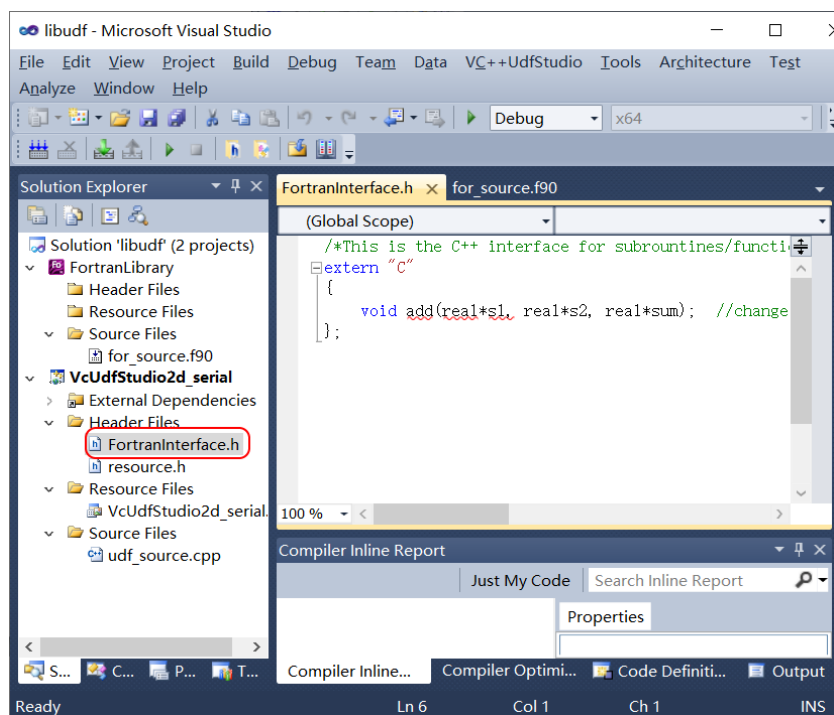 libudf - Microsoft Visual Studio
File Edit View Project Build Debug Team Data VC++UdfStudio Tools Architecture Test
Analyze Window Help
Debug x64
Solution Explorer
FortranInterface.h for_source.f90
(Global Scope)
Solution 'libudf' (2 projects)
FortranLibrary
Header Files
Resource Files
Source Files
for_source.f90
VcUdfStudio2d_serial
External Dependencies
Header Files
FortranInterface.h
resource.h
Resource Files
VcUdfStudio2d_serial.
Source Files
udf_source.cpp
/*This is the C++ interface for subrountines/functi
extern "C"
{
void add(real*s1, real*s2, real*sum); //change
};
100 %
Compiler Inline Report
Just My Code Search Inline Report
Properties
S... C... P... T... Compiler Inline... Compiler Optimi... Code Definiti... Output
Ready Ln 6 Col 1 Ch 1 INS